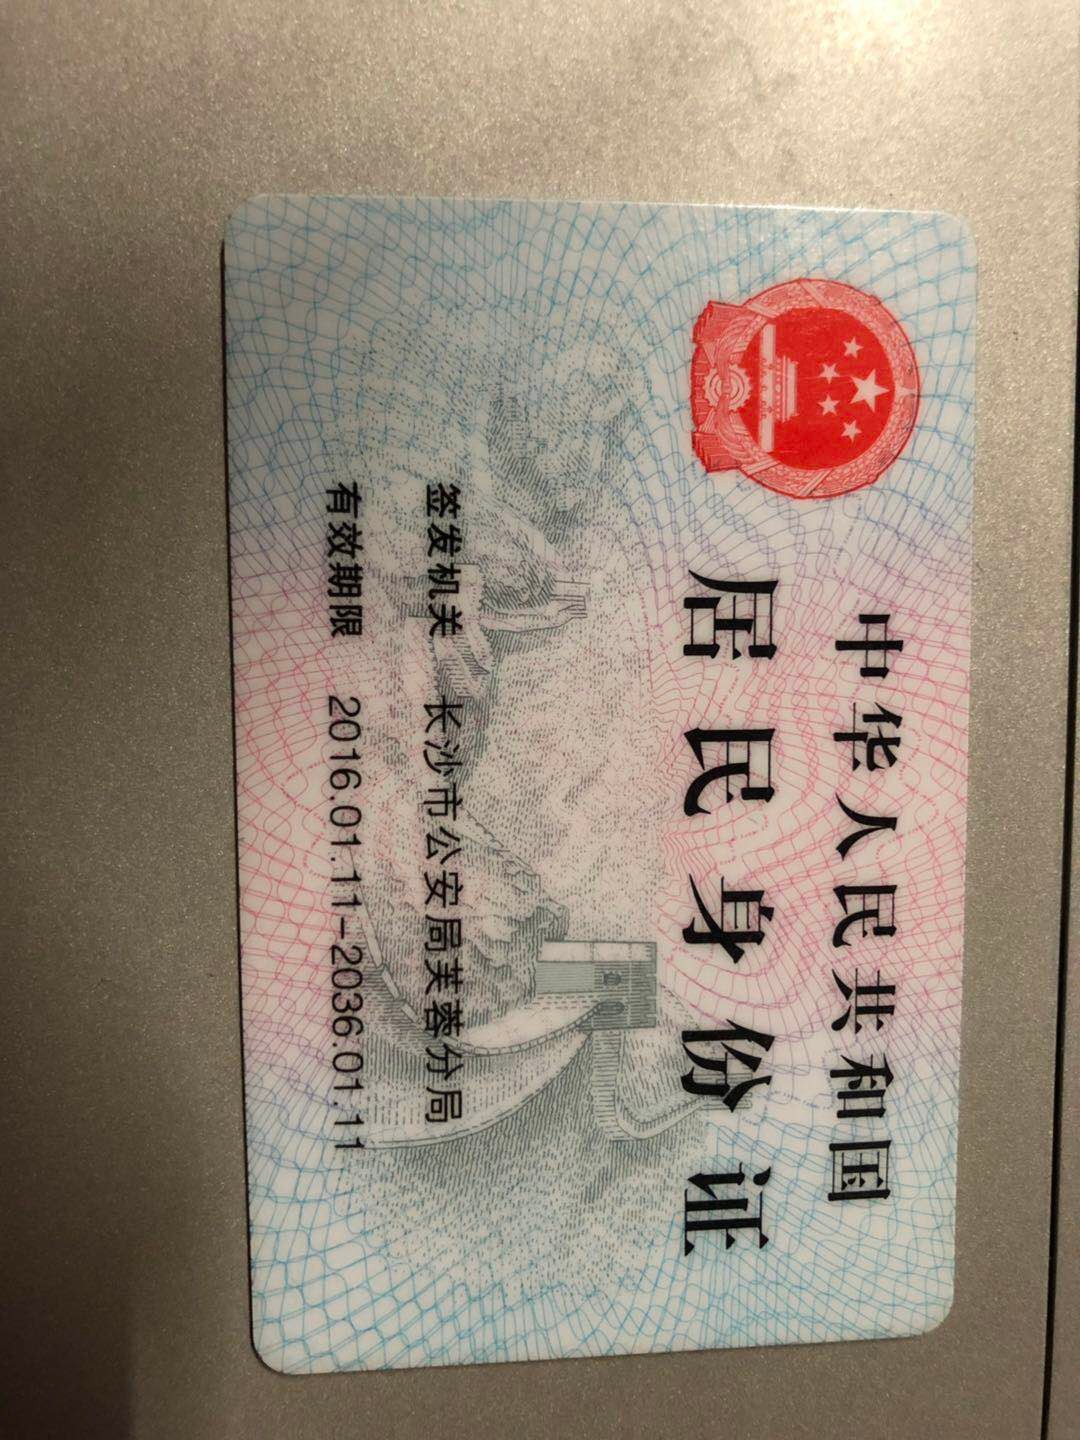 中华人民共和国
居民身份证
签发机关 长沙市公安局芙蓉分局
有效期限 2016.01.11-2036.01.11